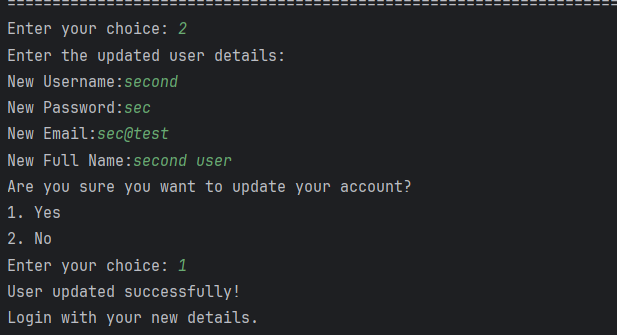 ====================================================================
Enter your choice: 2
Enter the updated user details:
New Username:second
New Password:sec
New Email:sec@test
New Full Name:second user
Are you sure you want to update your account?
1. Yes
2. No
Enter your choice: 1
User updated successfully!
Login with your new details.